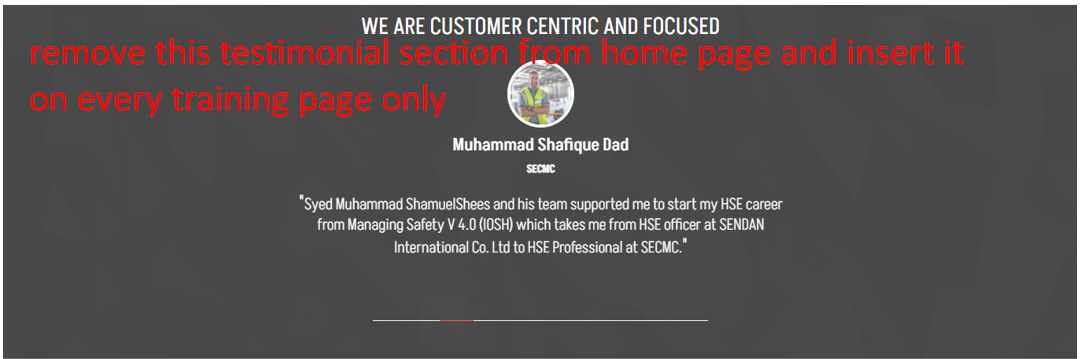 WE ARE CUSTOMER CENTRIC AND FOCUSED
remove this testimonial section from home page and insert it
on every training page only
Muhammad Shafique Dad
SECMC
"Syed Muhammad ShamuelShees and his team supported me to start my HSE career
from Managing Safety V 4.0 (IOSH) which takes me from HSE officer at SENDAN
International Co. Ltd to HSE Professional at SECMC."